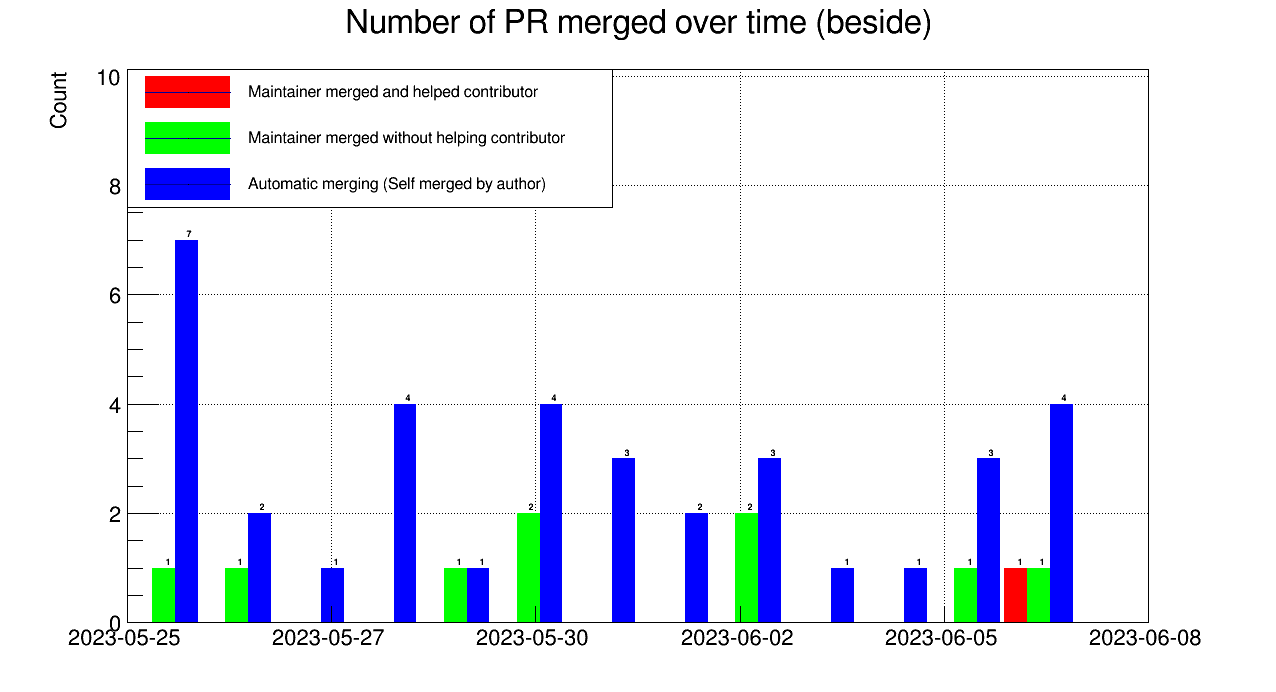 Number of PR merged over time (beside)
Count
10
8
6
4
2
0
Maintainer merged and helped contributor
Maintainer merged without helping contributor
Automatic merging (Self merged by author)
1 7 1 2 1 4 1 1 2 4 3 2 2 3 1 1 1 3 1 1 4
2023-05-25 2023-05-27 2023-05-30 2023-06-02 2023-06-05 2023-06-08